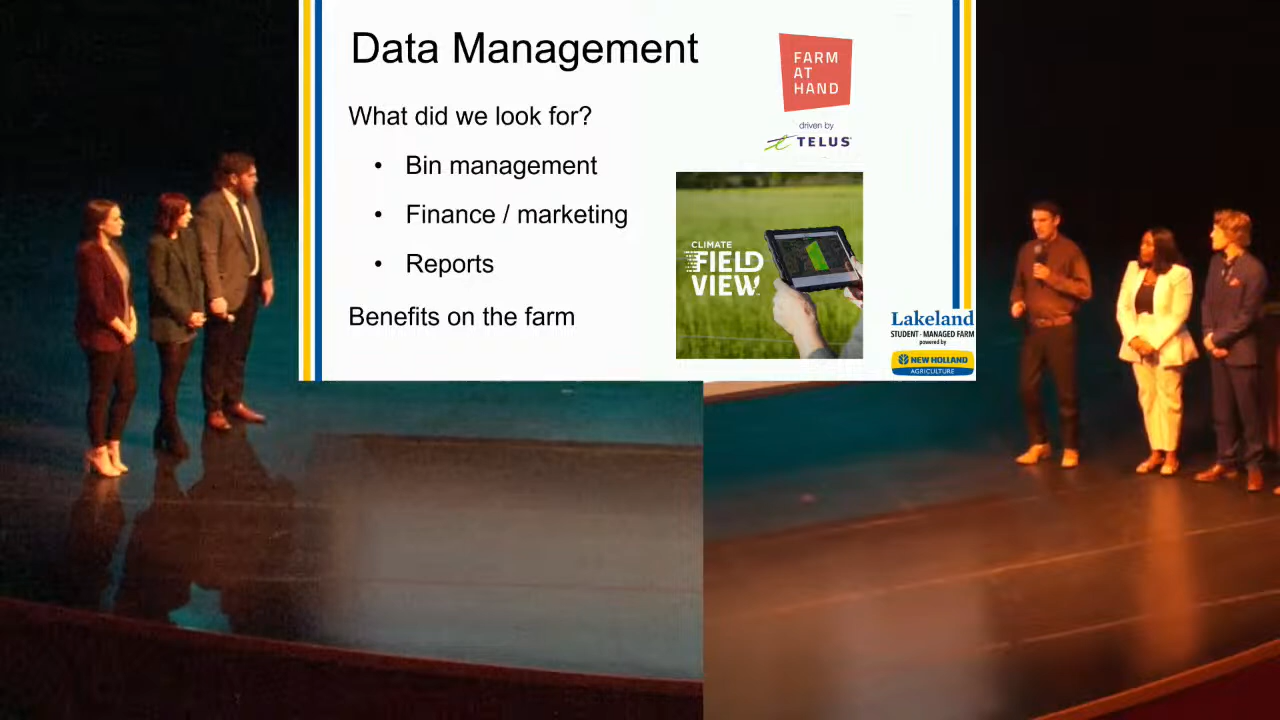 Data Management
What did we look for?
• Bin management
• Finance / marketing
• Reports
Benefits on the farm
FARM
AT
HAND
driven by
TELUS
CLIMATE
FIELD
VIEW
Lakeland
STUDENT - MANAGED FARM
powered by
NEW HOLLAND
AGRICULTURE